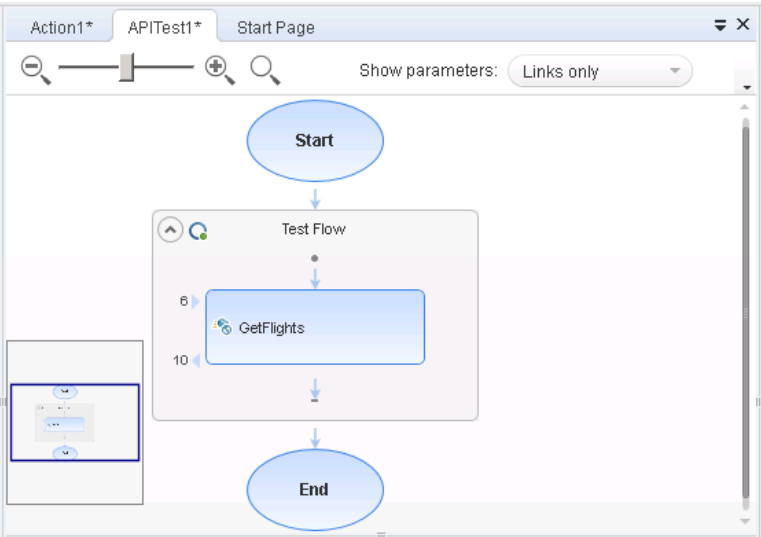 Action1* APITest1* Start Page
Show parameters: Links only
Start
Test Flow
6
GetFlights
10
End